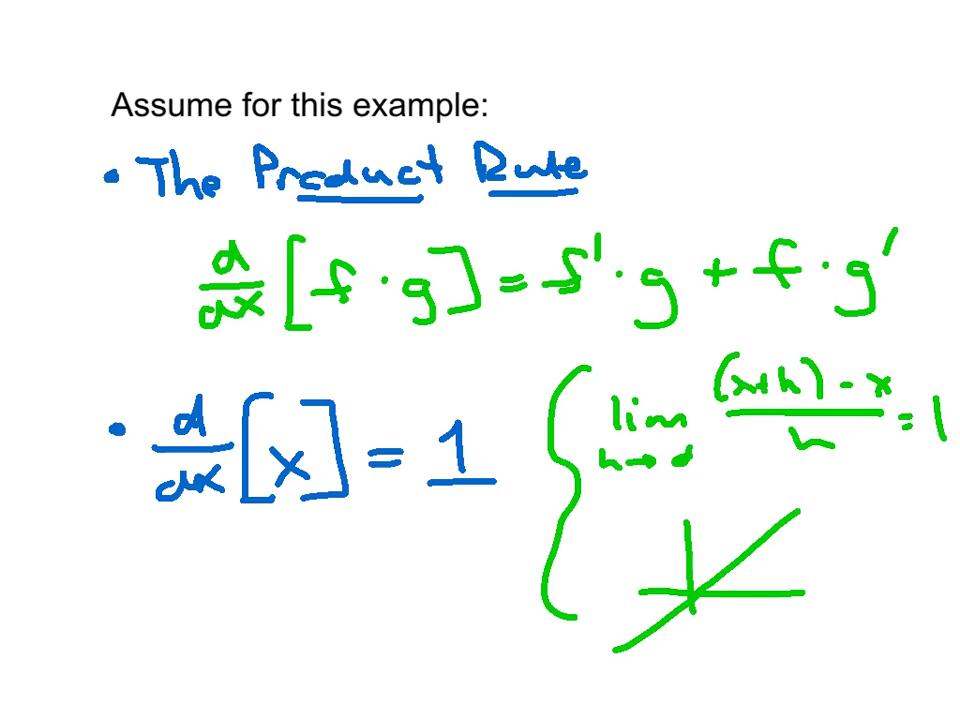 Assume for this example:
• The Product Rule
d/dx [f · g] = f' · g + f · g'
• d/dx [x] = 1
{ lim h→0 (x+h) - x / h = 1